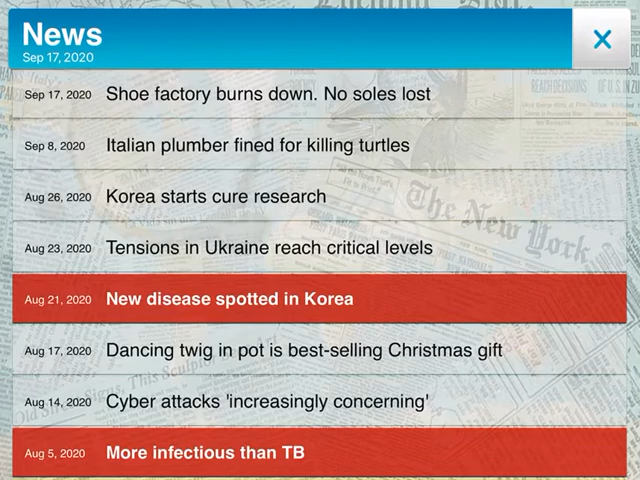 News
Sep 17, 2020
Sep 17, 2020 Shoe factory burns down. No soles lost
Sep 8, 2020 Italian plumber fined for killing turtles
Aug 26, 2020 Korea starts cure research
The New York
Aug 23, 2020 Tensions in Ukraine reach critical levels
Aug 21, 2020 New disease spotted in Korea
Aug 17, 2020 Dancing twig in pot is best-selling Christmas gift
Aug 14, 2020 Cyber attacks 'increasingly concerning'
Aug 5, 2020 More infectious than TB